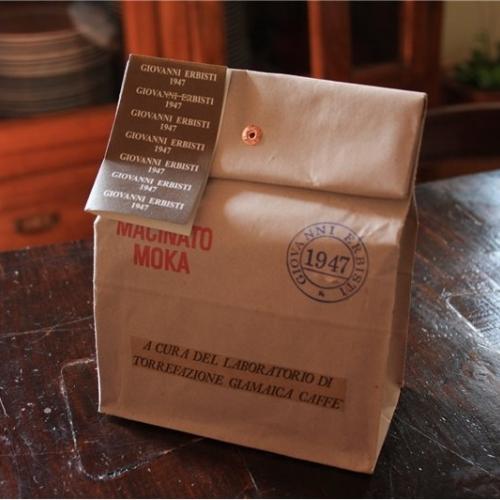 GIOVANNI ERBISTI
1947
GIOVANNI ERBISTI
1947
GIOVANNI ERBISTI
1947
GIOVANNI ERBISTI
1947
GIOVANNI ERBISTI
1947
GIOVANNI ERBISTI
1947
GIOVANNI ERBISTI
1947
MACINATO
MOKA
GIOVANNI ERBISTI
1947
A CURA DEL LABORATORIO DI
TORREFAZIONE GIAMAICA CAFFE'